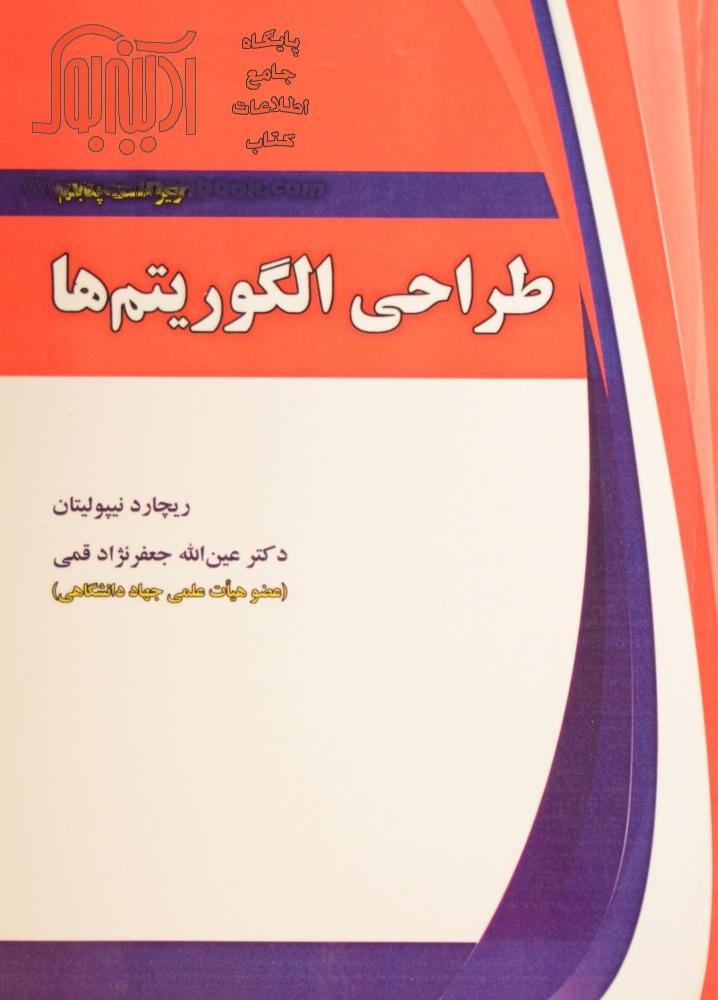 آدینه بوک
پایگاه
جامع
اطلاعات
کتاب
طراحی الگوریتم‌ها
ریچارد نیپولیتان
دکتر عین‌الله جعفرنژاد قمی
(عضو هیأت علمی جهاد دانشگاهی)